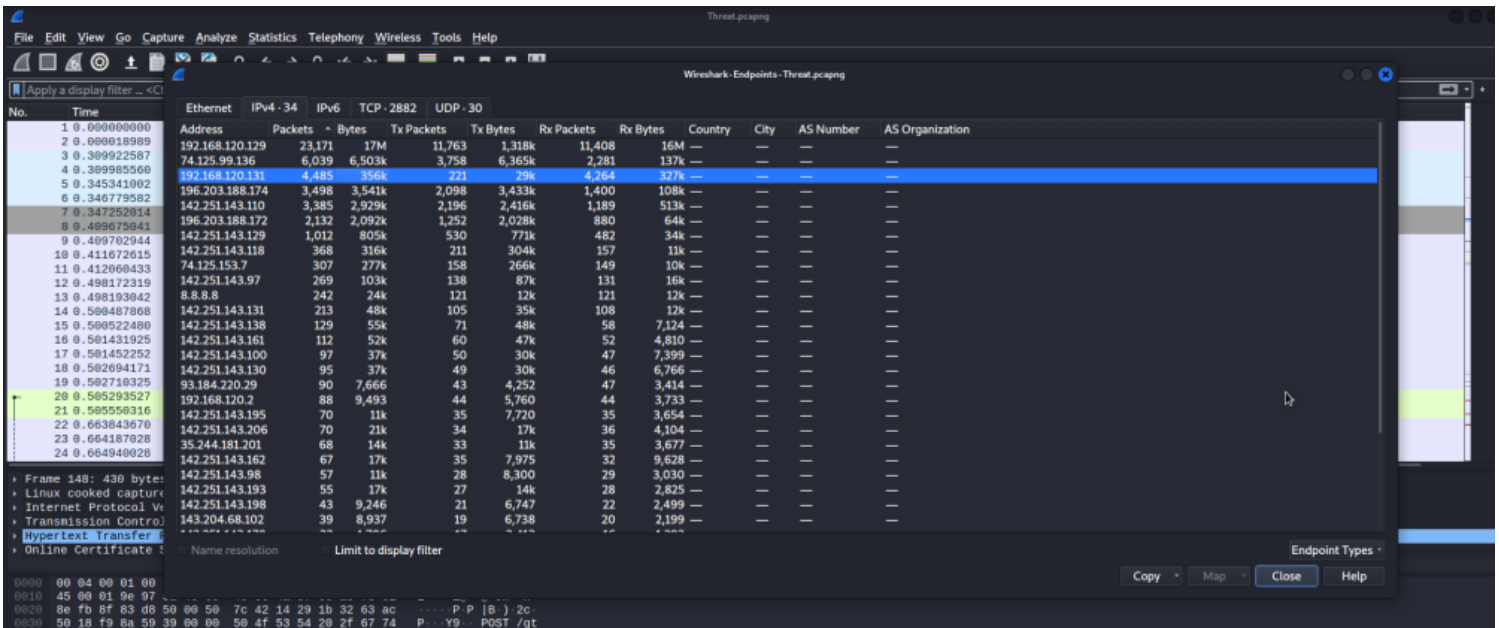 Threat.pcapng
File Edit View Go Capture Analyze Statistics Telephony Wireless Tools Help
Wireshark · Endpoints · Threat.pcapng
Apply a display filter ... <Ct
No. Time
1 0.000000000
2 0.000018989
3 0.309922587
4 0.309985560
5 0.345341002
6 0.346779582
7 0.347252014
8 0.409675041
9 0.409702944
10 0.411672615
11 0.412060433
12 0.498172319
13 0.498193042
14 0.500487868
15 0.500522480
16 0.501431925
17 0.501452252
18 0.502694171
19 0.502710325
20 0.505293527
21 0.505550316
22 0.663843670
23 0.664187028
24 0.664940028
Ethernet IPv4 · 34 IPv6 TCP · 2882 UDP · 30
Address Packets Bytes Tx Packets Tx Bytes Rx Packets Rx Bytes Country City AS Number AS Organization
192.168.120.129 23,171 17M 11,763 1,318k 11,408 16M — — — —
74.125.99.136 6,039 6,503k 3,758 6,365k 2,281 137k — — — —
192.168.120.131 4,485 356k 221 29k 4,264 327k — — — —
196.203.188.174 3,498 3,541k 2,098 3,433k 1,400 108k — — — —
142.251.143.110 3,385 2,929k 2,196 2,416k 1,189 513k — — — —
196.203.188.172 2,132 2,092k 1,252 2,028k 880 64k — — — —
142.251.143.129 1,012 805k 530 771k 482 34k — — — —
142.251.143.118 368 316k 211 304k 157 11k — — — —
74.125.153.7 307 277k 158 266k 149 10k — — — —
142.251.143.97 269 103k 138 87k 131 16k — — — —
8.8.8.8 242 24k 121 12k 121 12k — — — —
142.251.143.131 213 48k 105 35k 108 12k — — — —
142.251.143.138 129 55k 71 48k 58 7,124 — — — —
142.251.143.161 112 52k 60 47k 52 4,810 — — — —
142.251.143.100 97 37k 50 30k 47 7,399 — — — —
142.251.143.130 95 37k 49 30k 46 6,766 — — — —
93.184.220.29 90 7,666 43 4,252 47 3,414 — — — —
192.168.120.2 88 9,493 44 5,760 44 3,733 — — — —
142.251.143.195 70 11k 35 7,720 35 3,654 — — — —
142.251.143.206 70 21k 34 17k 36 4,104 — — — —
35.244.181.201 68 14k 33 11k 35 3,677 — — — —
142.251.143.162 67 17k 35 7,975 32 9,628 — — — —
142.251.143.98 57 11k 28 8,300 29 3,030 — — — —
142.251.143.193 55 17k 27 14k 28 2,825 — — — —
142.251.143.198 43 9,246 21 6,747 22 2,499 — — — —
143.204.68.102 39 8,937 19 6,738 20 2,199 — — — —
Name resolution Limit to display filter Endpoint Types
Copy Map Close Help
Frame 148: 430 bytes
Linux cooked capture
Internet Protocol Ve
Transmission Control
Hypertext Transfer P
Online Certificate S
0000 00 04 00 01 00
0010 45 00 01 9e 97
0020 8e fb 8f 83 d8 50 00 50 7c 42 14 29 1b 32 63 ac ·····P·P |B·)·2c·
0030 50 18 f9 8a 59 39 00 00 50 4f 53 54 20 2f 67 74 P···Y9·· POST /gt